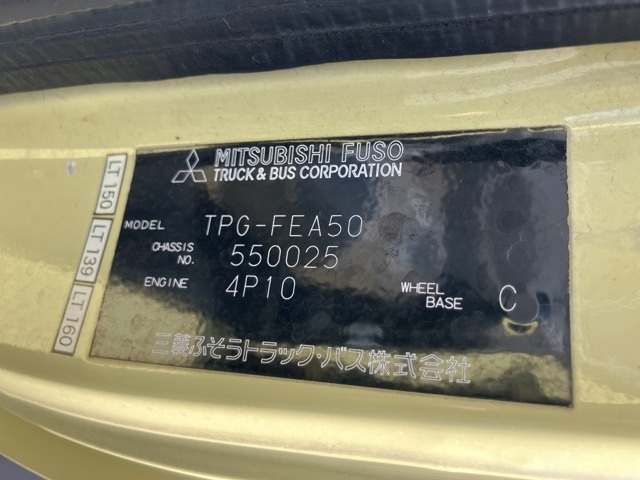 MITSUBISHI FUSO
TRUCK & BUS CORPORATION
MODEL TPG-FEA50
CHASSIS NO. 550025
ENGINE 4P10 WHEEL BASE C
三菱ふそうトラック・バス株式会社
LT 150
LT 139
LT 160